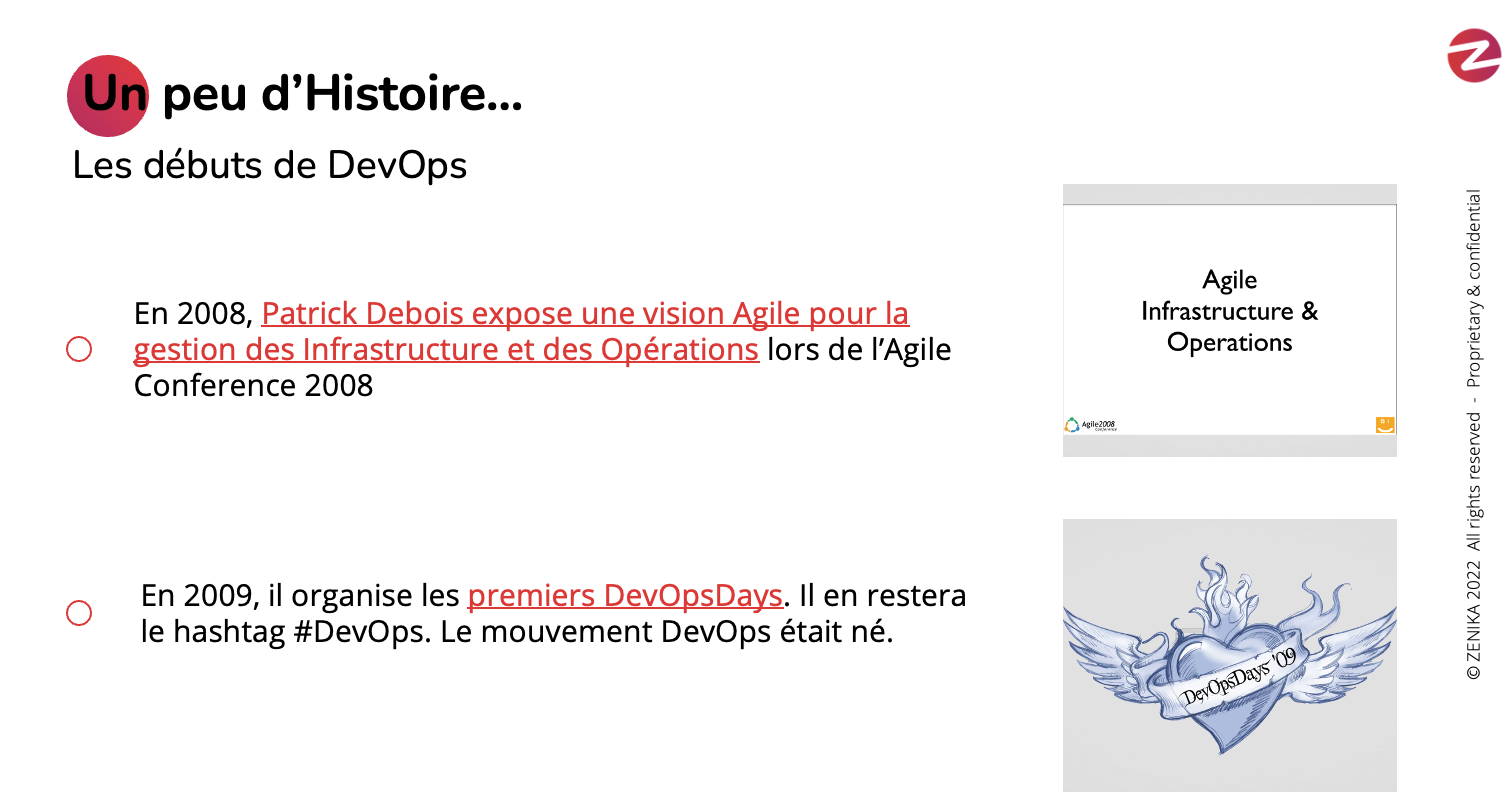 Un peu d’Histoire...
Les débuts de DevOps
En 2008, Patrick Debois expose une vision Agile pour la
gestion des Infrastructure et des Opérations lors de l’Agile
Conference 2008
En 2009, il organise les premiers DevOpsDays. Il en restera
le hashtag #DevOps. Le mouvement DevOps était né.
Agile
Infrastructure &
Operations
Agile2008
Conference
DevOpsDays '09
© ZENIKA 2022 All rights reserved - Proprietary & confidential